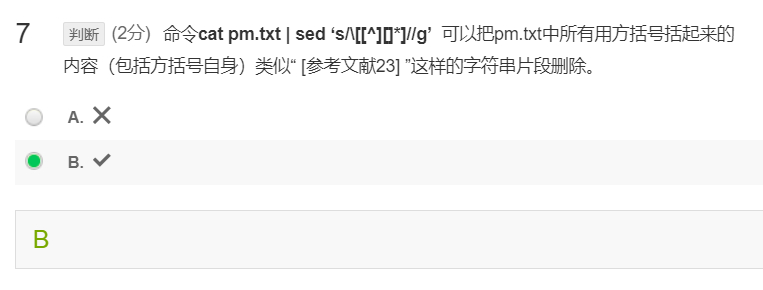 7 判断 (2分) 命令cat pm.txt | sed ‘s/\[[^][]*]//g’ 可以把pm.txt中所有用方括号括起来的
内容（包括方括号自身）类似“ [参考文献23] ”这样的字符串片段删除。
A. ✕
B. ✓
B